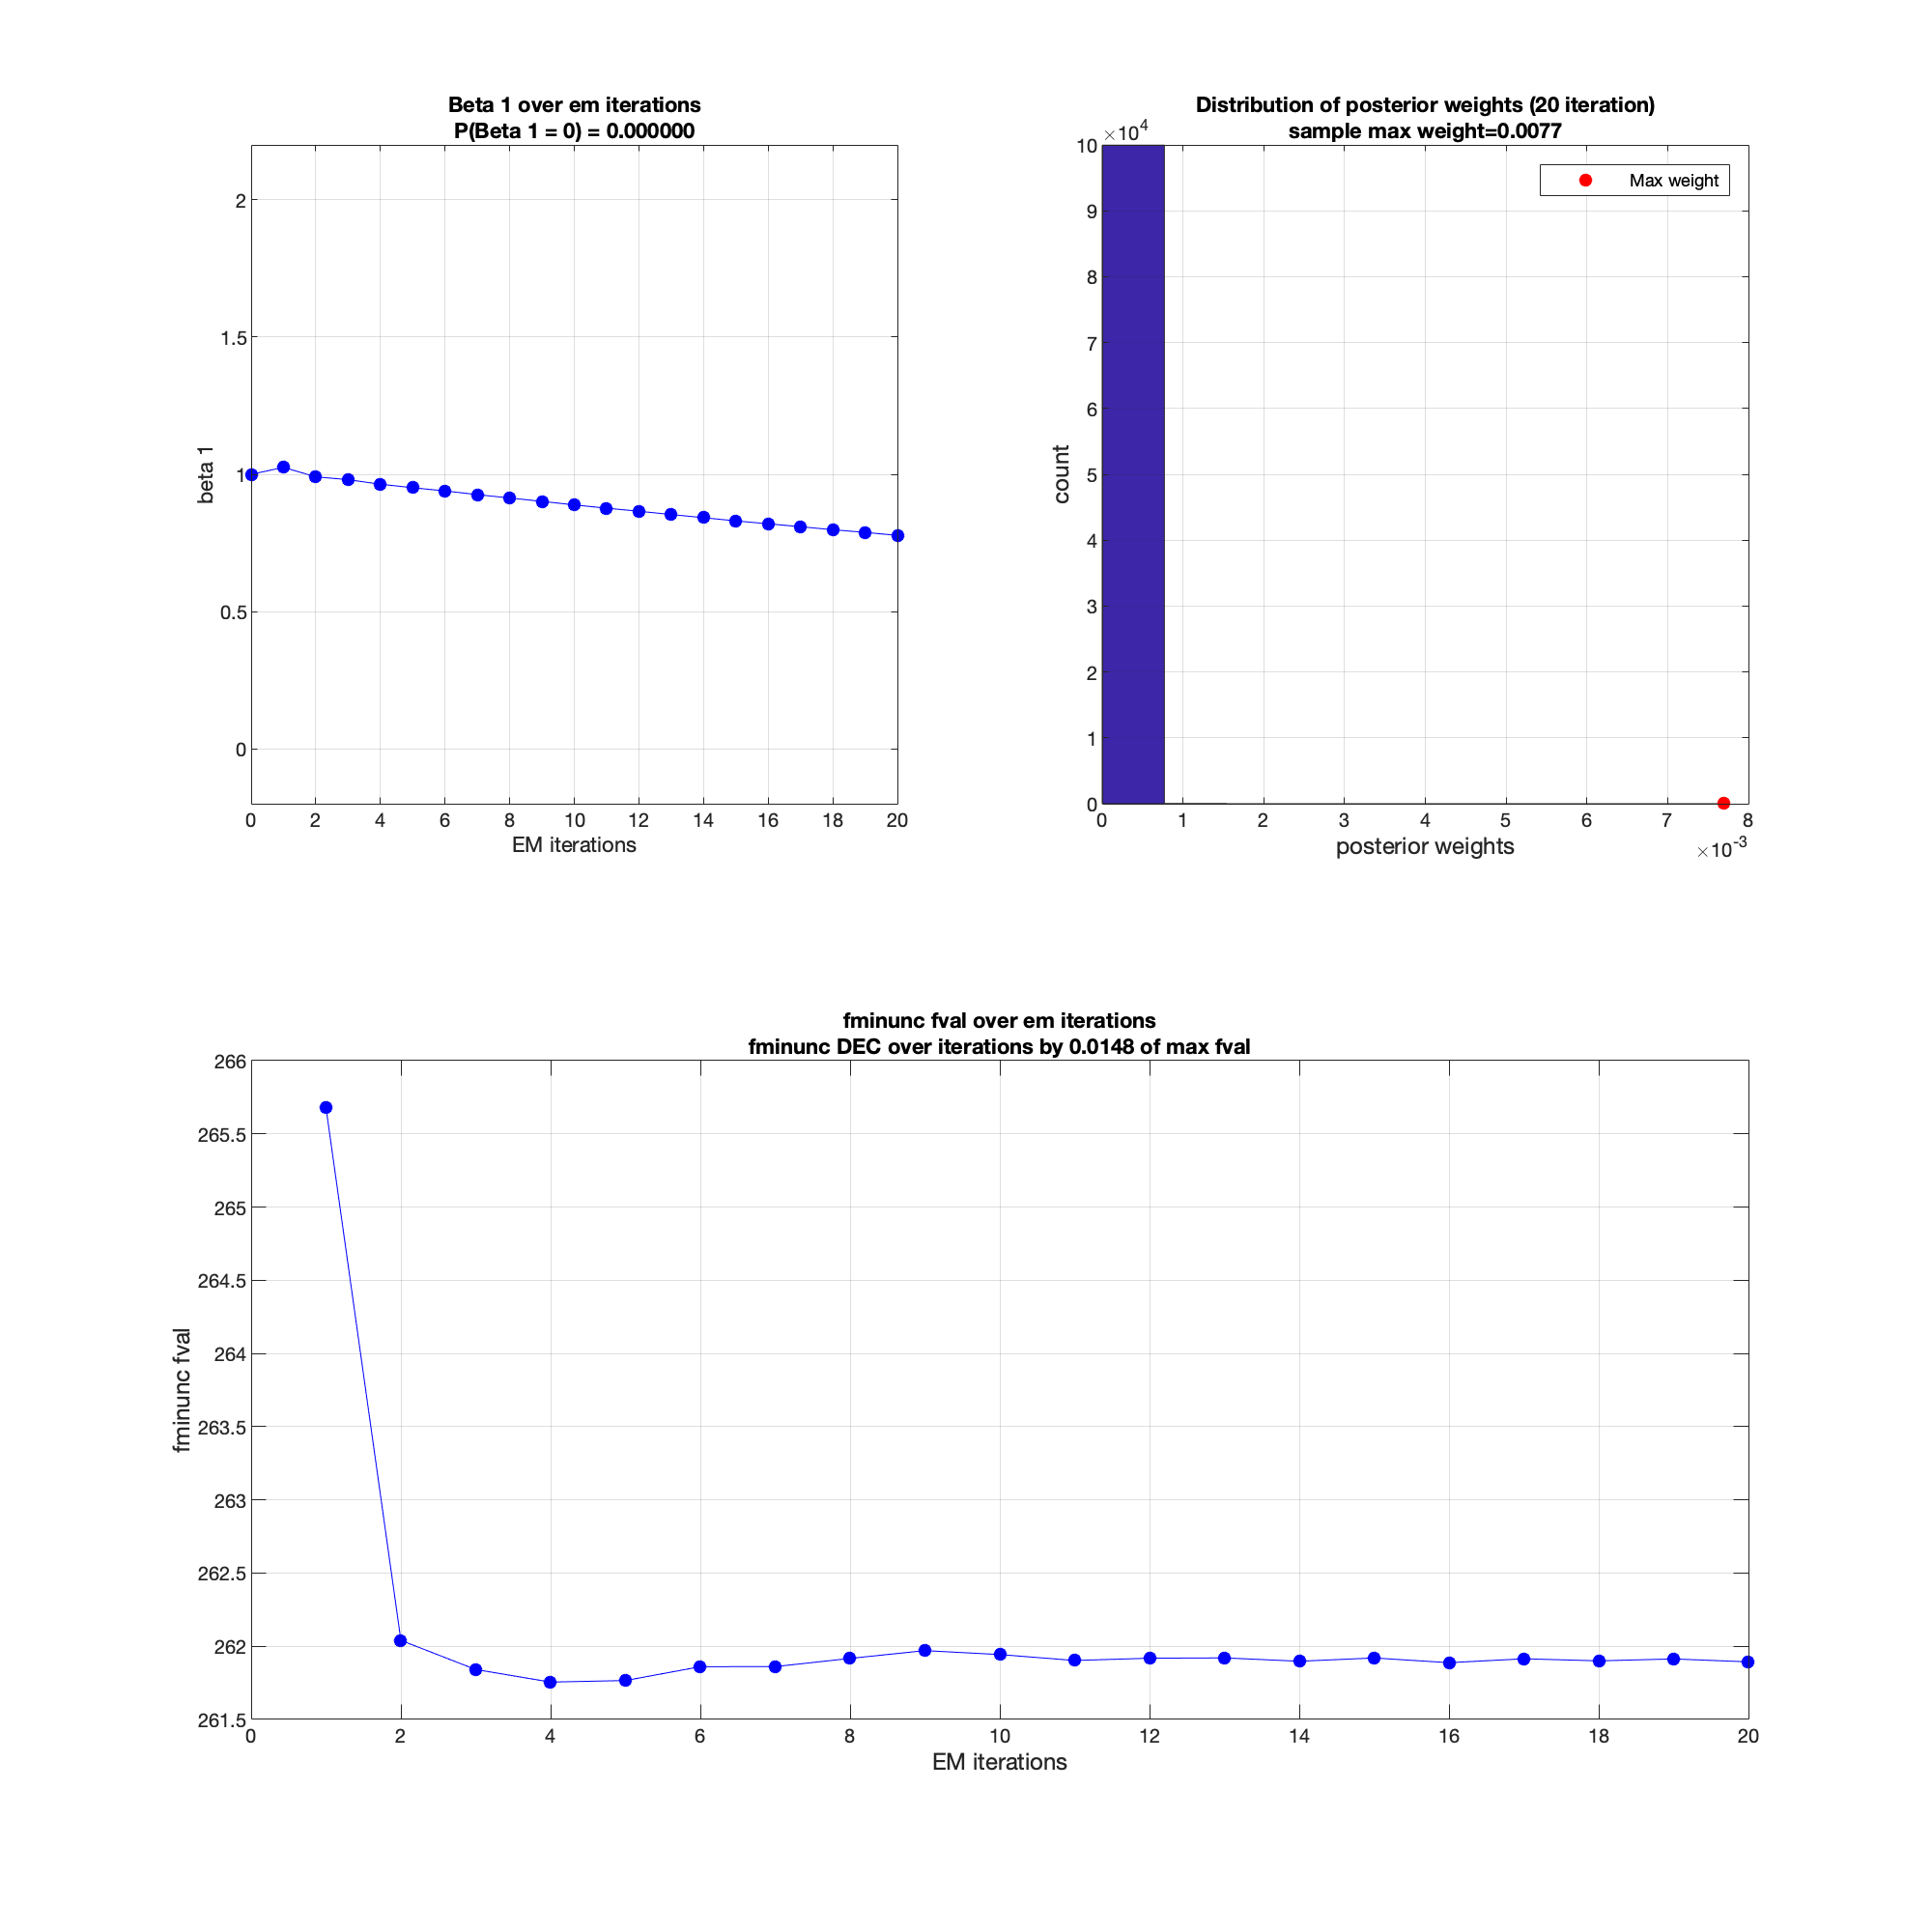 Beta 1 over em iterations
P(Beta 1 = 0) = 0.000000
2
1.5
1
0.5
0
beta 1
0 2 4 6 8 10 12 14 16 18 20
EM iterations
Distribution of posterior weights (20 iteration)
sample max weight=0.0077
×10^4
Max weight
10
9
8
7
6
5
4
3
2
1
0
count
0 1 2 3 4 5 6 7 8
posterior weights
×10^-3
fminunc fval over em iterations
fminunc DEC over iterations by 0.0148 of max fval
266
265.5
265
264.5
264
263.5
263
262.5
262
261.5
fminunc fval
0 2 4 6 8 10 12 14 16 18 20
EM iterations